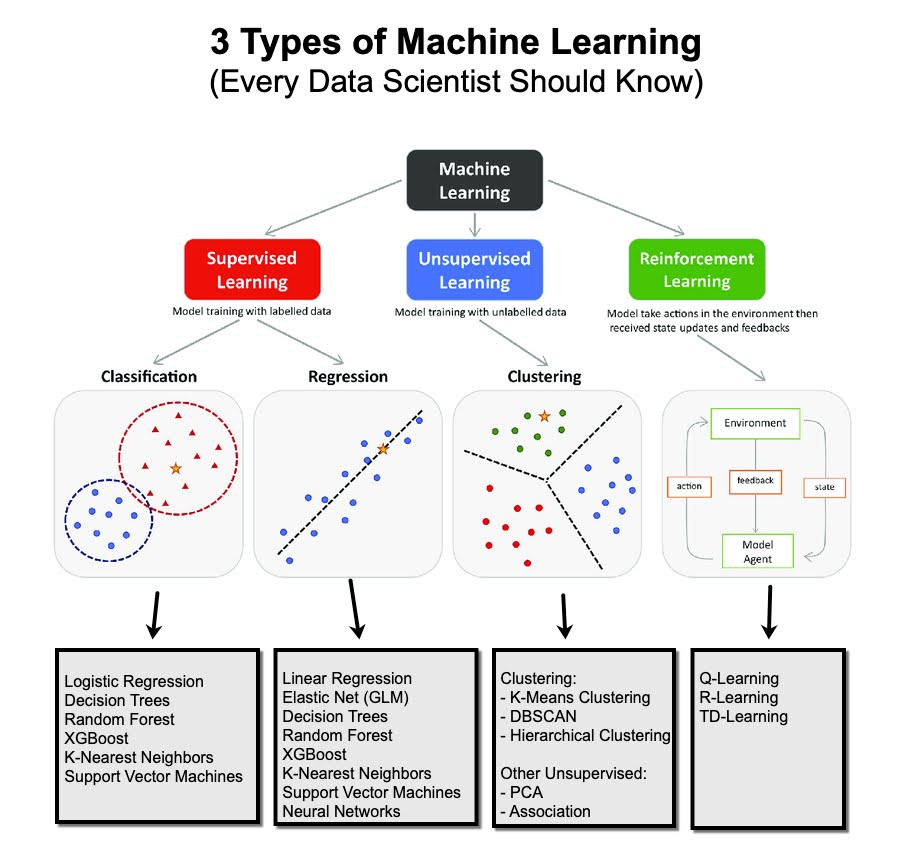 3 Types of Machine Learning
(Every Data Scientist Should Know)
Machine
Learning
Supervised
Learning
Unsupervised
Learning
Reinforcement
Learning
Model training with labelled data
Model training with unlabelled data
Model take actions in the environment then
received state updates and feedbacks
Classification
Regression
Clustering
Environment
action
feedback
state
Model
Agent
Logistic Regression
Decision Trees
Random Forest
XGBoost
K-Nearest Neighbors
Support Vector Machines
Linear Regression
Elastic Net (GLM)
Decision Trees
Random Forest
XGBoost
K-Nearest Neighbors
Support Vector Machines
Neural Networks
Clustering:
- K-Means Clustering
- DBSCAN
- Hierarchical Clustering
Other Unsupervised:
- PCA
- Association
Q-Learning
R-Learning
TD-Learning